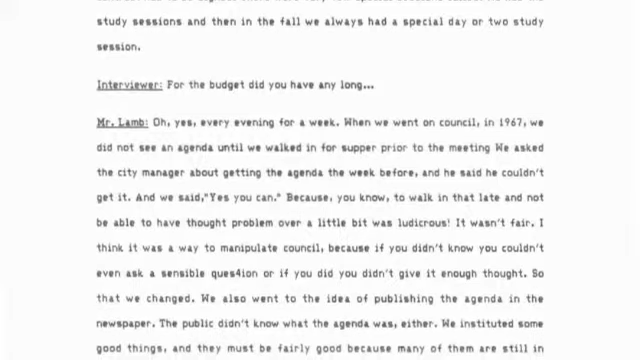 study sessions and then in the fall we always had a special day or two study
session.
Interviewer: For the budget did you have any long...
Mr. Lamb: Oh, yes, every evening for a week. When we went on council, in 1967, we
did not see an agenda until we walked in for supper prior to the meeting We asked
the city manager about getting the agenda the week before, and he said he couldn't
get it. And we said,"Yes you can." Because, you know, to walk in that late and not
be able to have thought problem over a little bit was ludicrous! It wasn't fair. I
think it was a way to manipulate council, because if you didn't know you couldn't
even ask a sensible ques4ion or if you did you didn't give it enough thought. So
that we changed. We also went to the idea of publishing the agenda in the
newspaper. The public didn't know what the agenda was, either. We instituted some
good things, and they must be fairly good because many of them are still in